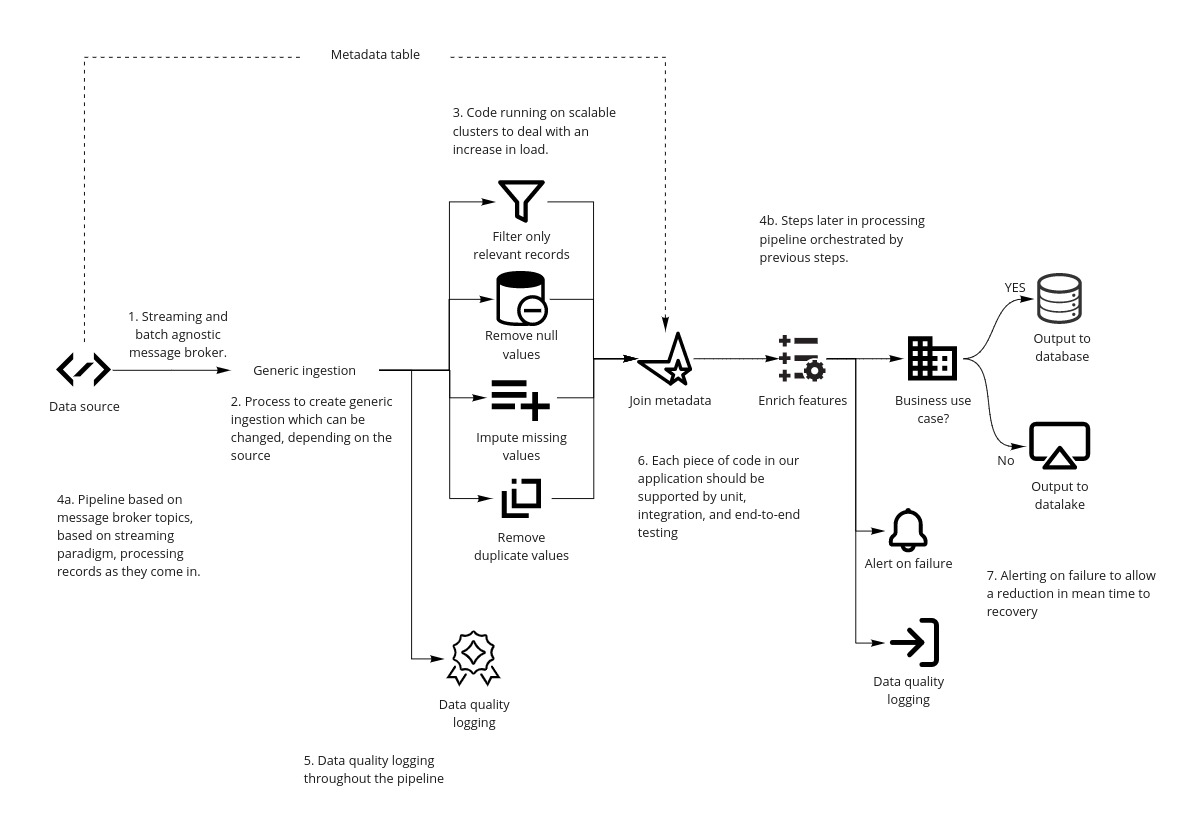 Metadata table
3. Code running on scalable
clusters to deal with an
increase in load.
Filter only
relevant records
4b. Steps later in processing
pipeline orchestrated by
previous steps.
1. Streaming and
batch agnostic
message broker.
Data source
Generic ingestion
2. Process to create generic
ingestion which can be
changed, depending on the
source
Remove null
values
Impute missing
values
Remove
duplicate values
Join metadata
Enrich features
Business use
case?
YES
Output to
database
No
Output to
datalake
4a. Pipeline based on
message broker topics,
based on streaming
paradigm, processing
records as they come in.
6. Each piece of code in our
application should be
supported by unit,
integration, and end-to-end
testing
Alert on failure
7. Alerting on failure to allow
a reduction in mean time to
recovery
Data quality
logging
Data quality
logging
5. Data quality logging
throughout the pipeline